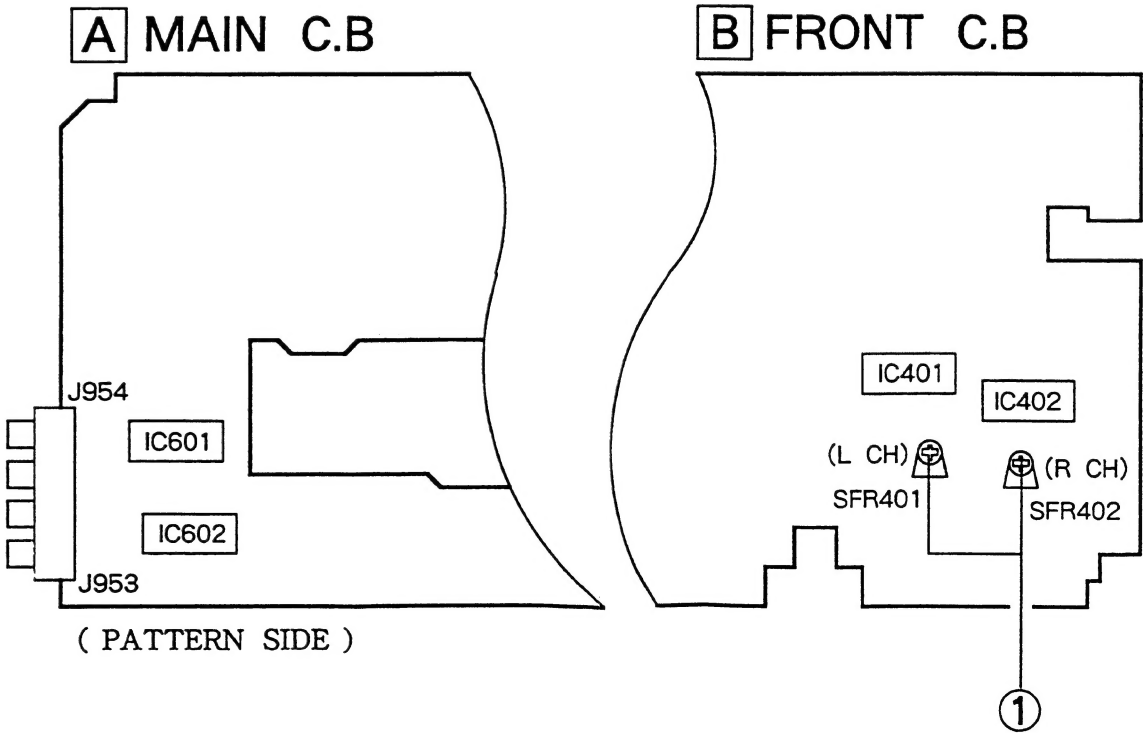 A MAIN C.B
B FRONT C.B
J954
IC601
IC602
J953
( PATTERN SIDE )
IC401
IC402
(L CH)
(R CH)
SFR401
SFR402
1